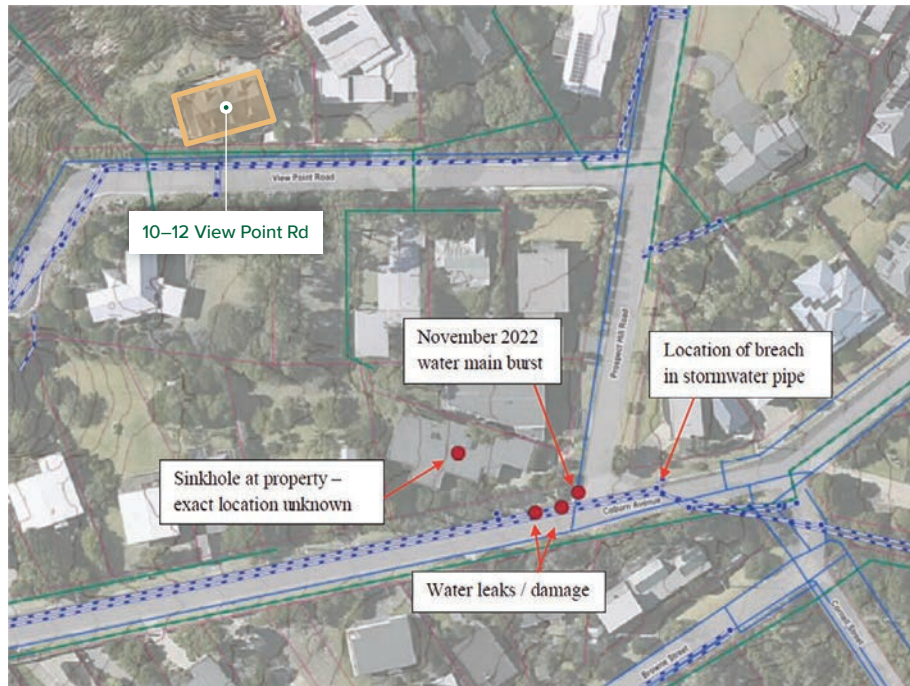 View Point Road
10–12 View Point Rd
November 2022
water main burst
Prospect Hill Road
Location of breach
in stormwater pipe
Sinkhole at property –
exact location unknown
Coburn Avenue
Water leaks / damage
Browne Street